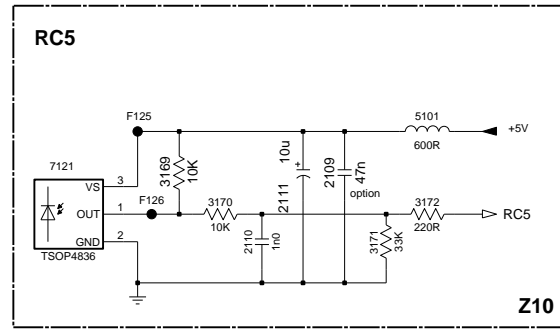 RC5
F125
5101
+5V
600R
7121
3169
10K
10u
+
2111
2109
47n
option
VS
3
F126
3170
3172
OUT
1
RC5
10K
220R
GND
2
2110
1n0
3171
33K
TSOP4836
Z10